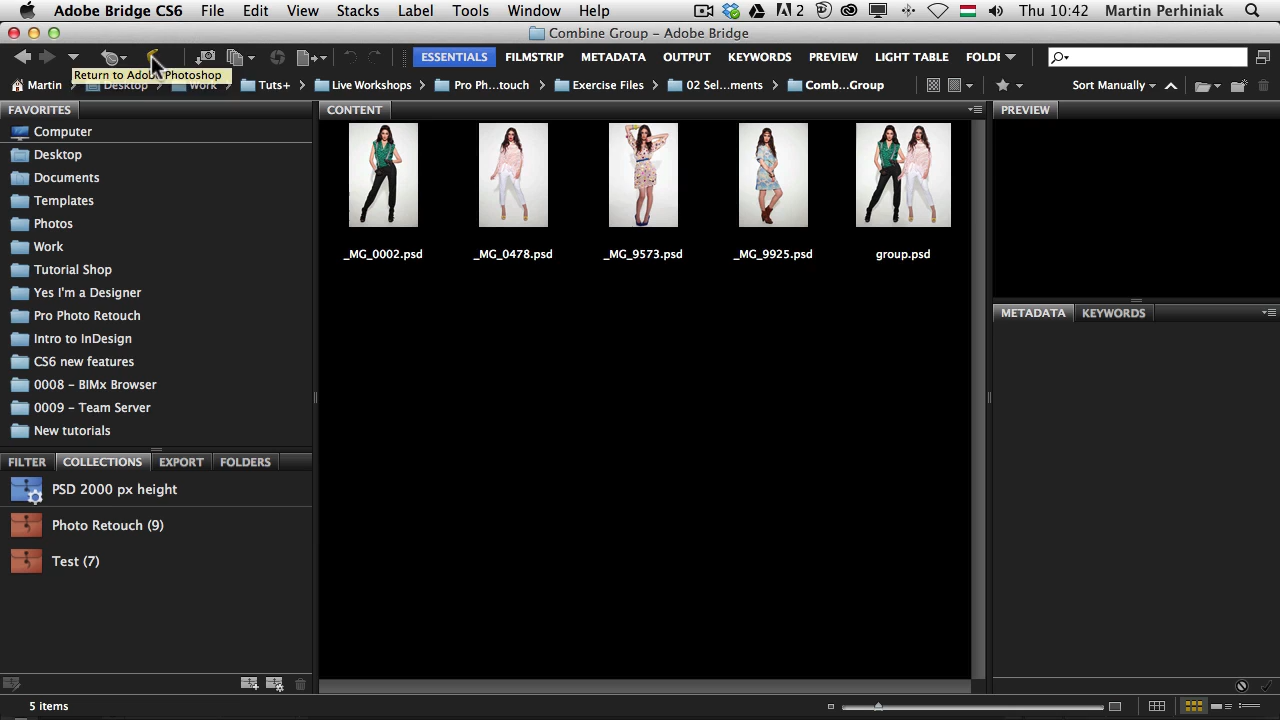 Adobe Bridge CS6 File Edit View Stacks Label Tools Window Help 2 Thu 10:42 Martin Perhiniak
Combine Group – Adobe Bridge
ESSENTIALS FILMSTRIP METADATA OUTPUT KEYWORDS PREVIEW LIGHT TABLE FOLDE
Return to Adobe Photoshop
Martin Desktop Work Tuts+ Live Workshops Pro Ph...touch Exercise Files 02 Sel...ments Comb...Group Sort Manually
FAVORITES
Computer
Desktop
Documents
Templates
Photos
Work
Tutorial Shop
Yes I'm a Designer
Pro Photo Retouch
Intro to InDesign
CS6 new features
0008 – BIMx Browser
0009 – Team Server
New tutorials
FILTER COLLECTIONS EXPORT FOLDERS
PSD 2000 px height
Photo Retouch (9)
Test (7)
CONTENT
_MG_0002.psd _MG_0478.psd _MG_9573.psd _MG_9925.psd group.psd
PREVIEW
METADATA KEYWORDS
5 items